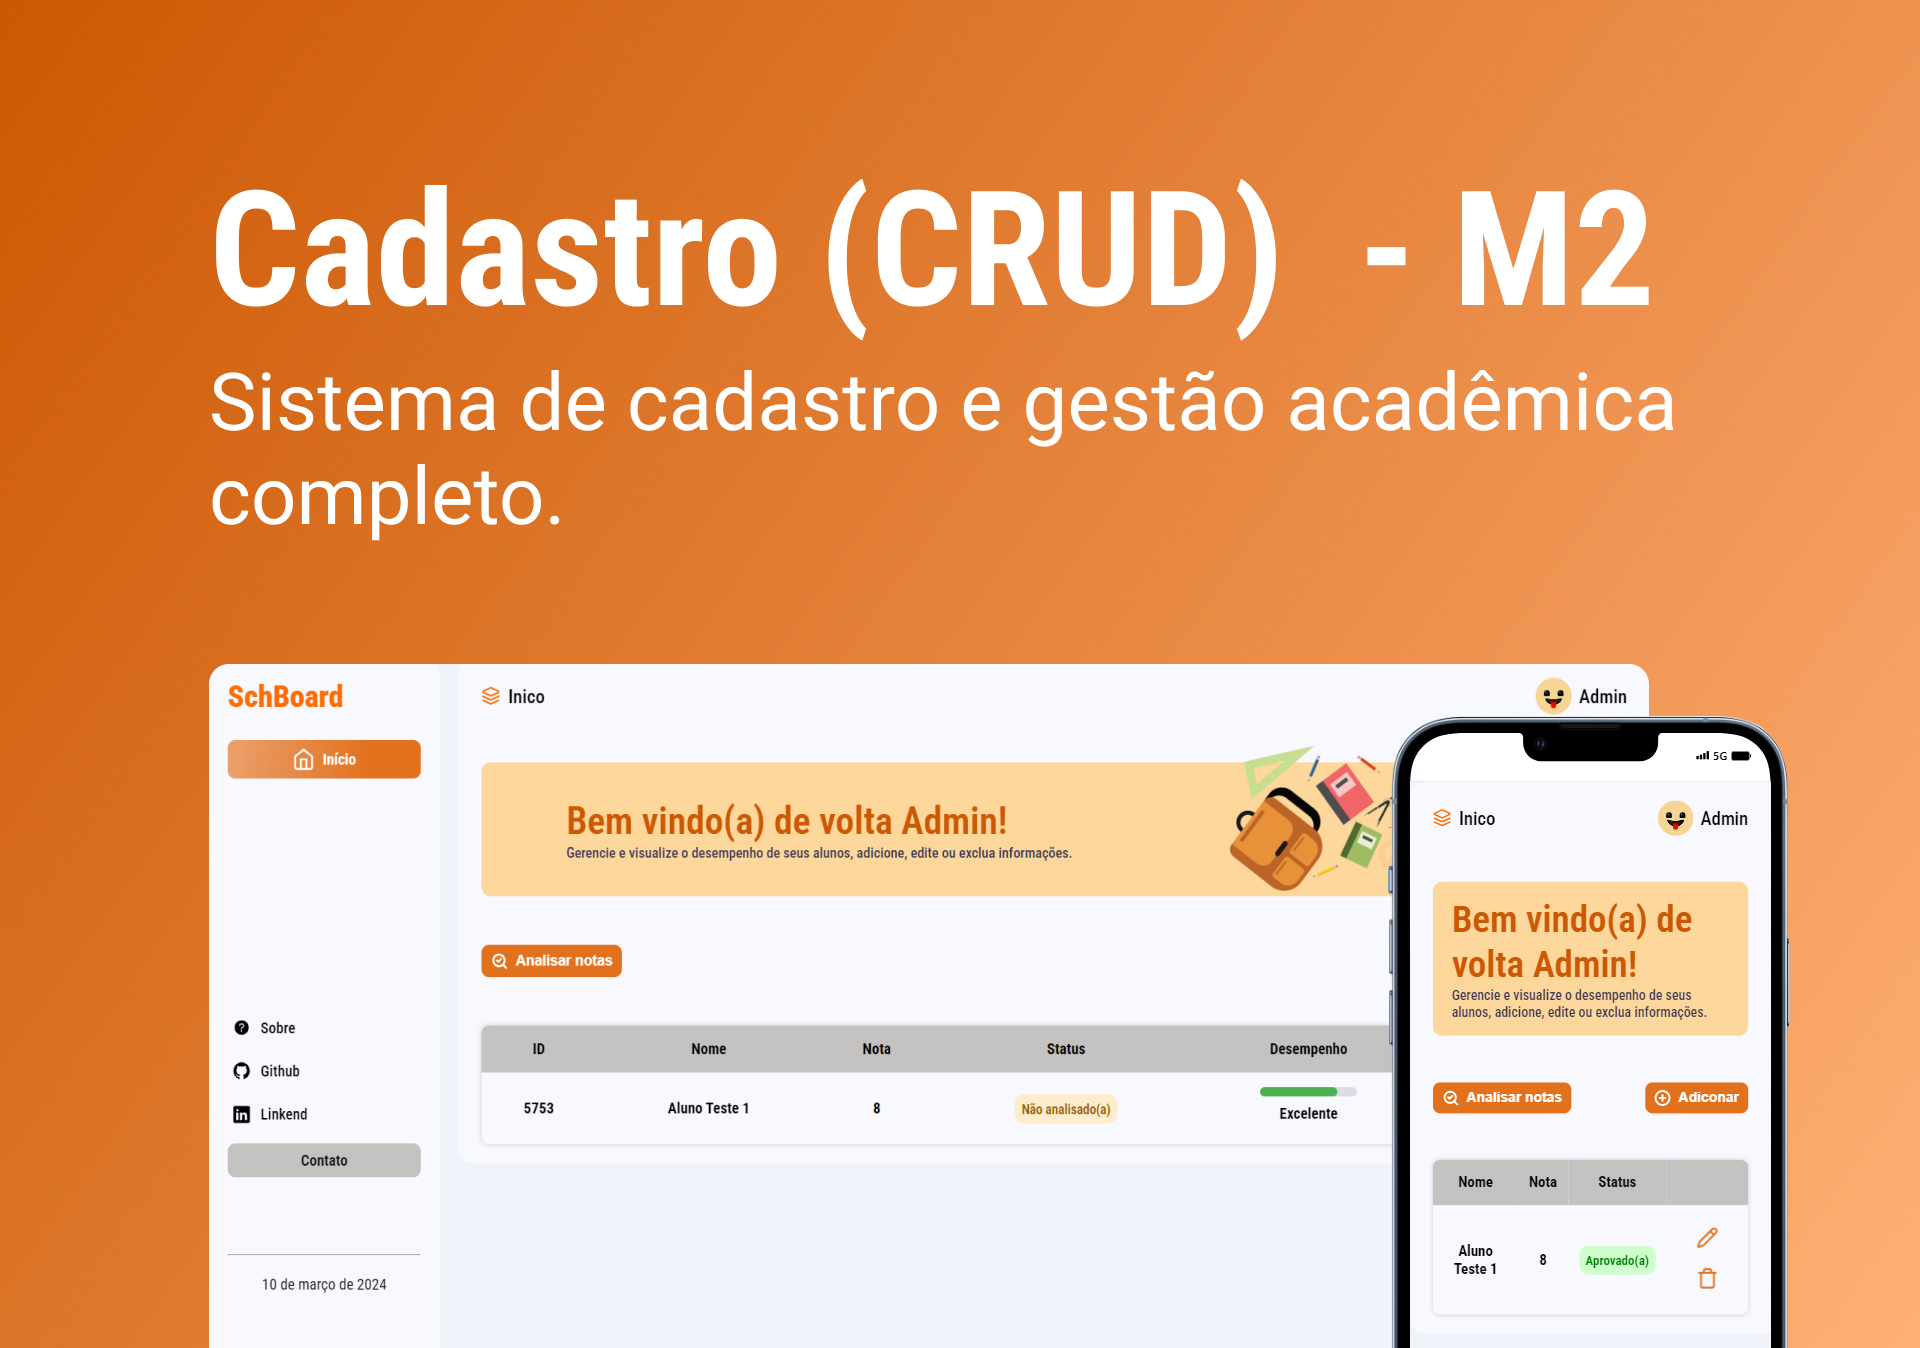 Cadastro (CRUD) - M2
Sistema de cadastro e gestão acadêmica
completo.
SchBoard
Início
Sobre
Github
Linkend
Contato
10 de março de 2024
Inico
Admin
Bem vindo(a) de volta Admin!
Gerencie e visualize o desempenho de seus alunos, adicione, edite ou exclua informações.
Analisar notas
ID Nome Nota Status Desempenho
5753 Aluno Teste 1 8 Não analisado(a) Excelente
5G
Inico Admin
Bem vindo(a) de
volta Admin!
Gerencie e visualize o desempenho de seus
alunos, adicione, edite ou exclua informações.
Analisar notas Adiconar
Nome Nota Status
Aluno
Teste 1 8 Aprovado(a)